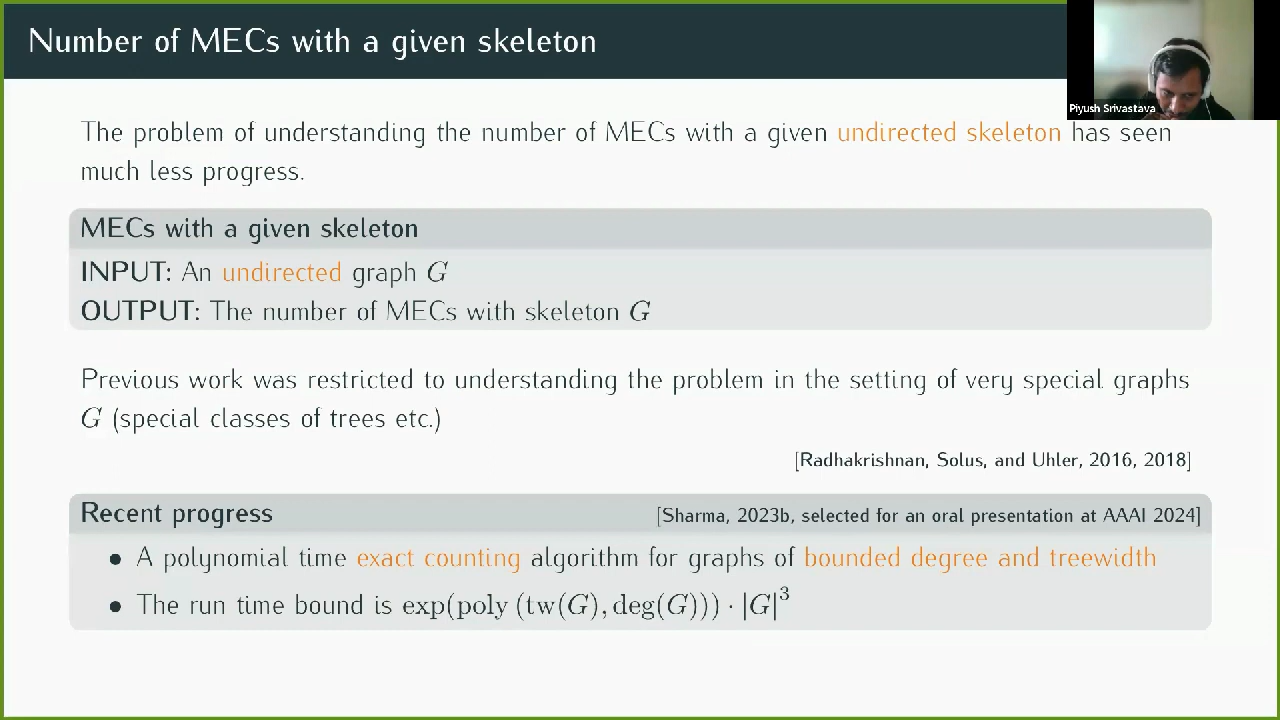 Number of MECs with a given skeleton
Piyush Srivastava
The problem of understanding the number of MECs with a given undirected skeleton has seen
much less progress.
MECs with a given skeleton
INPUT: An undirected graph G
OUTPUT: The number of MECs with skeleton G
Previous work was restricted to understanding the problem in the setting of very special graphs
G (special classes of trees etc.)
[Radhakrishnan, Solus, and Uhler, 2016, 2018]
Recent progress [Sharma, 2023b, selected for an oral presentation at AAAI 2024]
• A polynomial time exact counting algorithm for graphs of bounded degree and treewidth
• The run time bound is exp(poly (tw(G), deg(G))) · |G|³